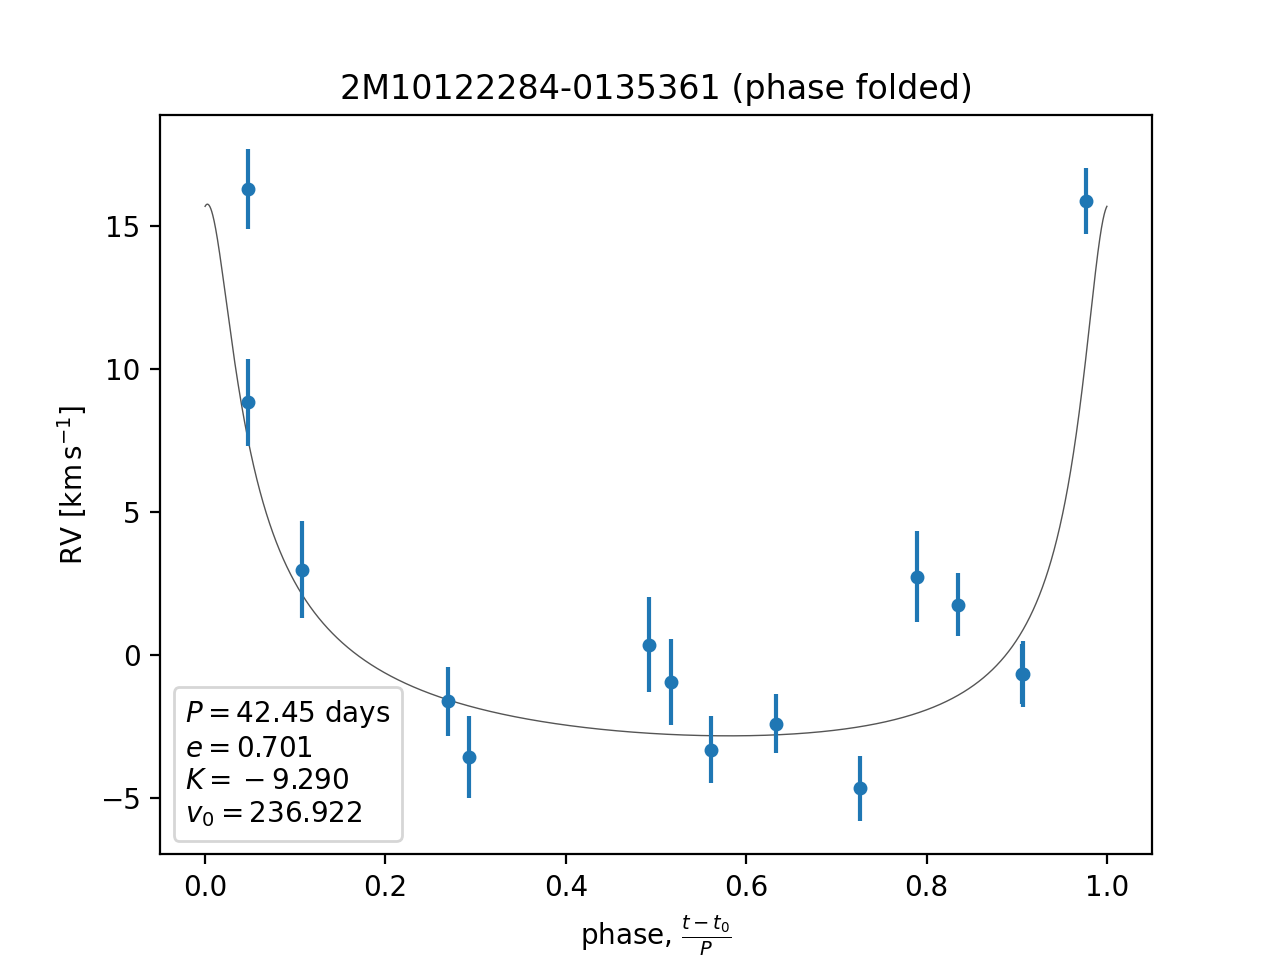 2M10122284-0135361 (phase folded)
RV [km s⁻¹]
15
10
5
0
−5
P = 42.45 days
e = 0.701
K = −9.290
v₀ = 236.922
0.0 0.2 0.4 0.6 0.8 1.0
phase, (t − t₀)/P